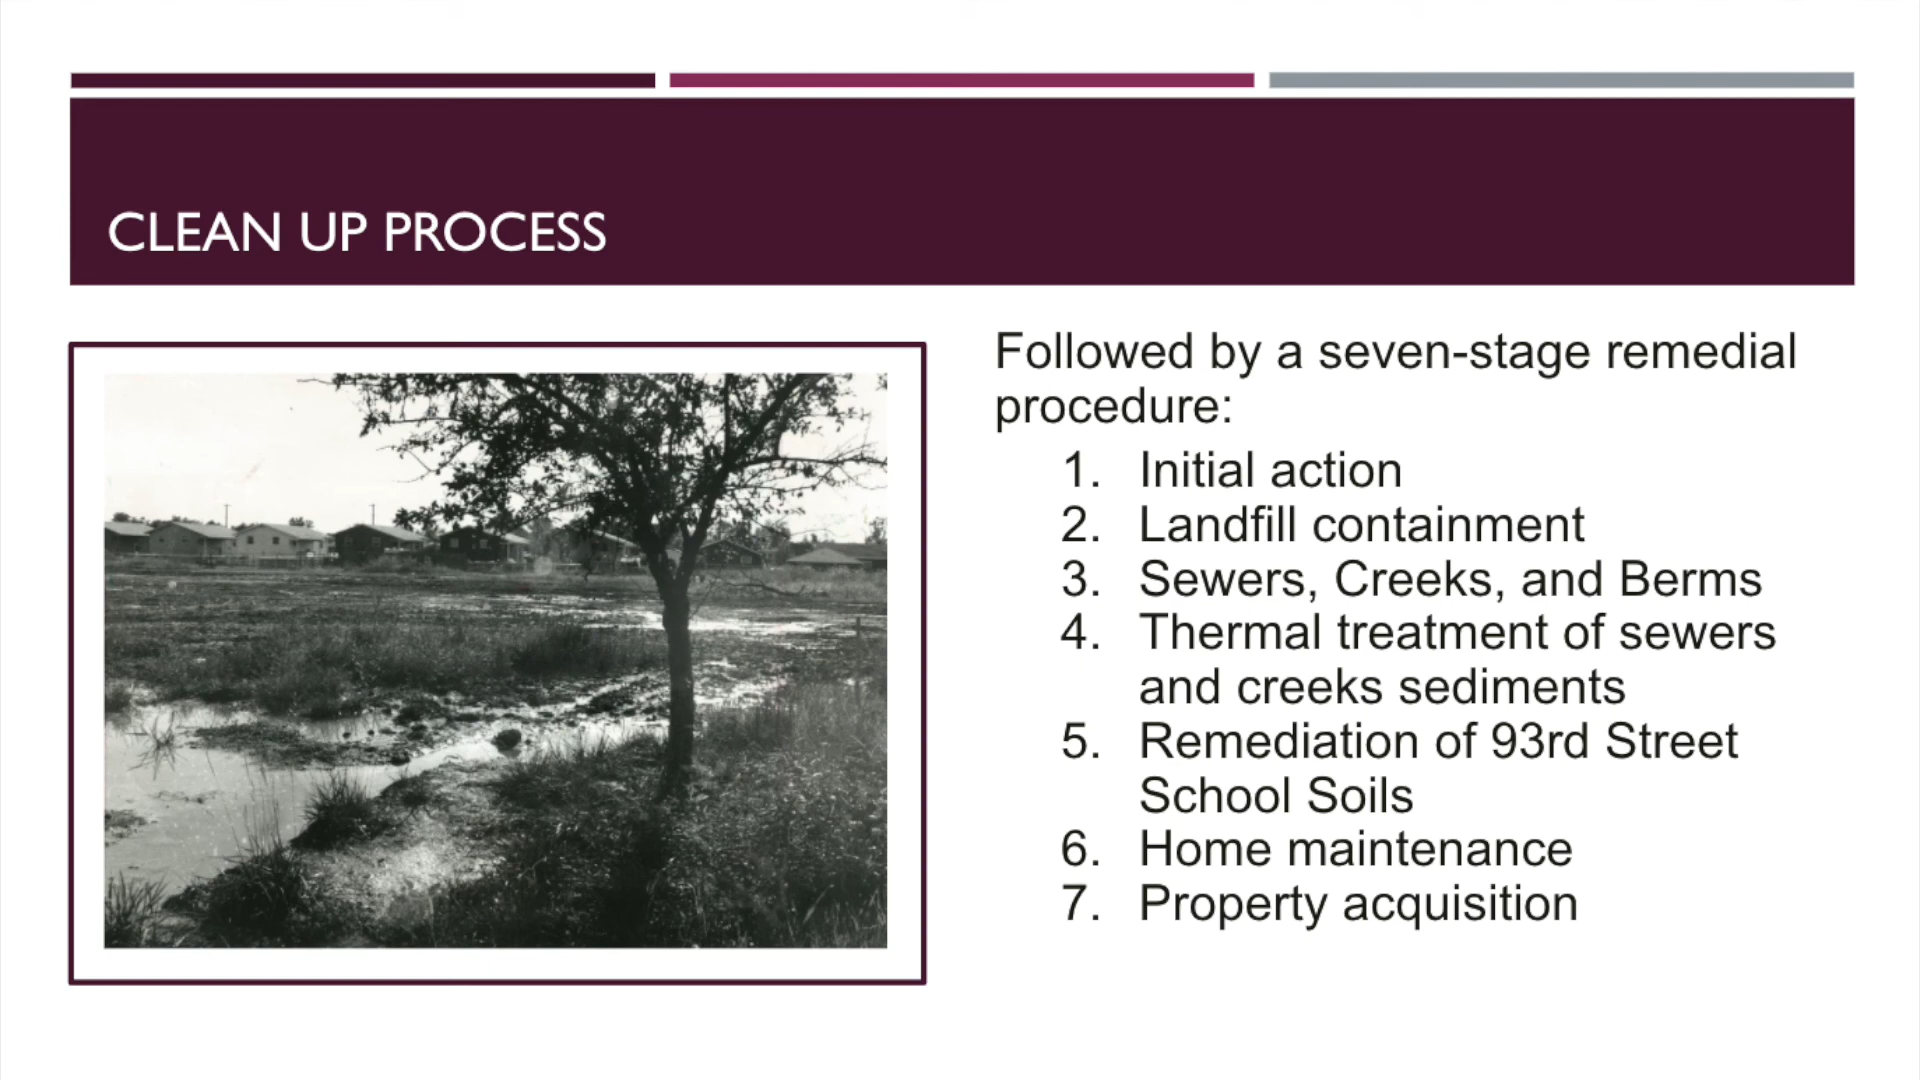 CLEAN UP PROCESS
Followed by a seven-stage remedial
procedure:
1. Initial action
2. Landfill containment
3. Sewers, Creeks, and Berms
4. Thermal treatment of sewers
and creeks sediments
5. Remediation of 93rd Street
School Soils
6. Home maintenance
7. Property acquisition